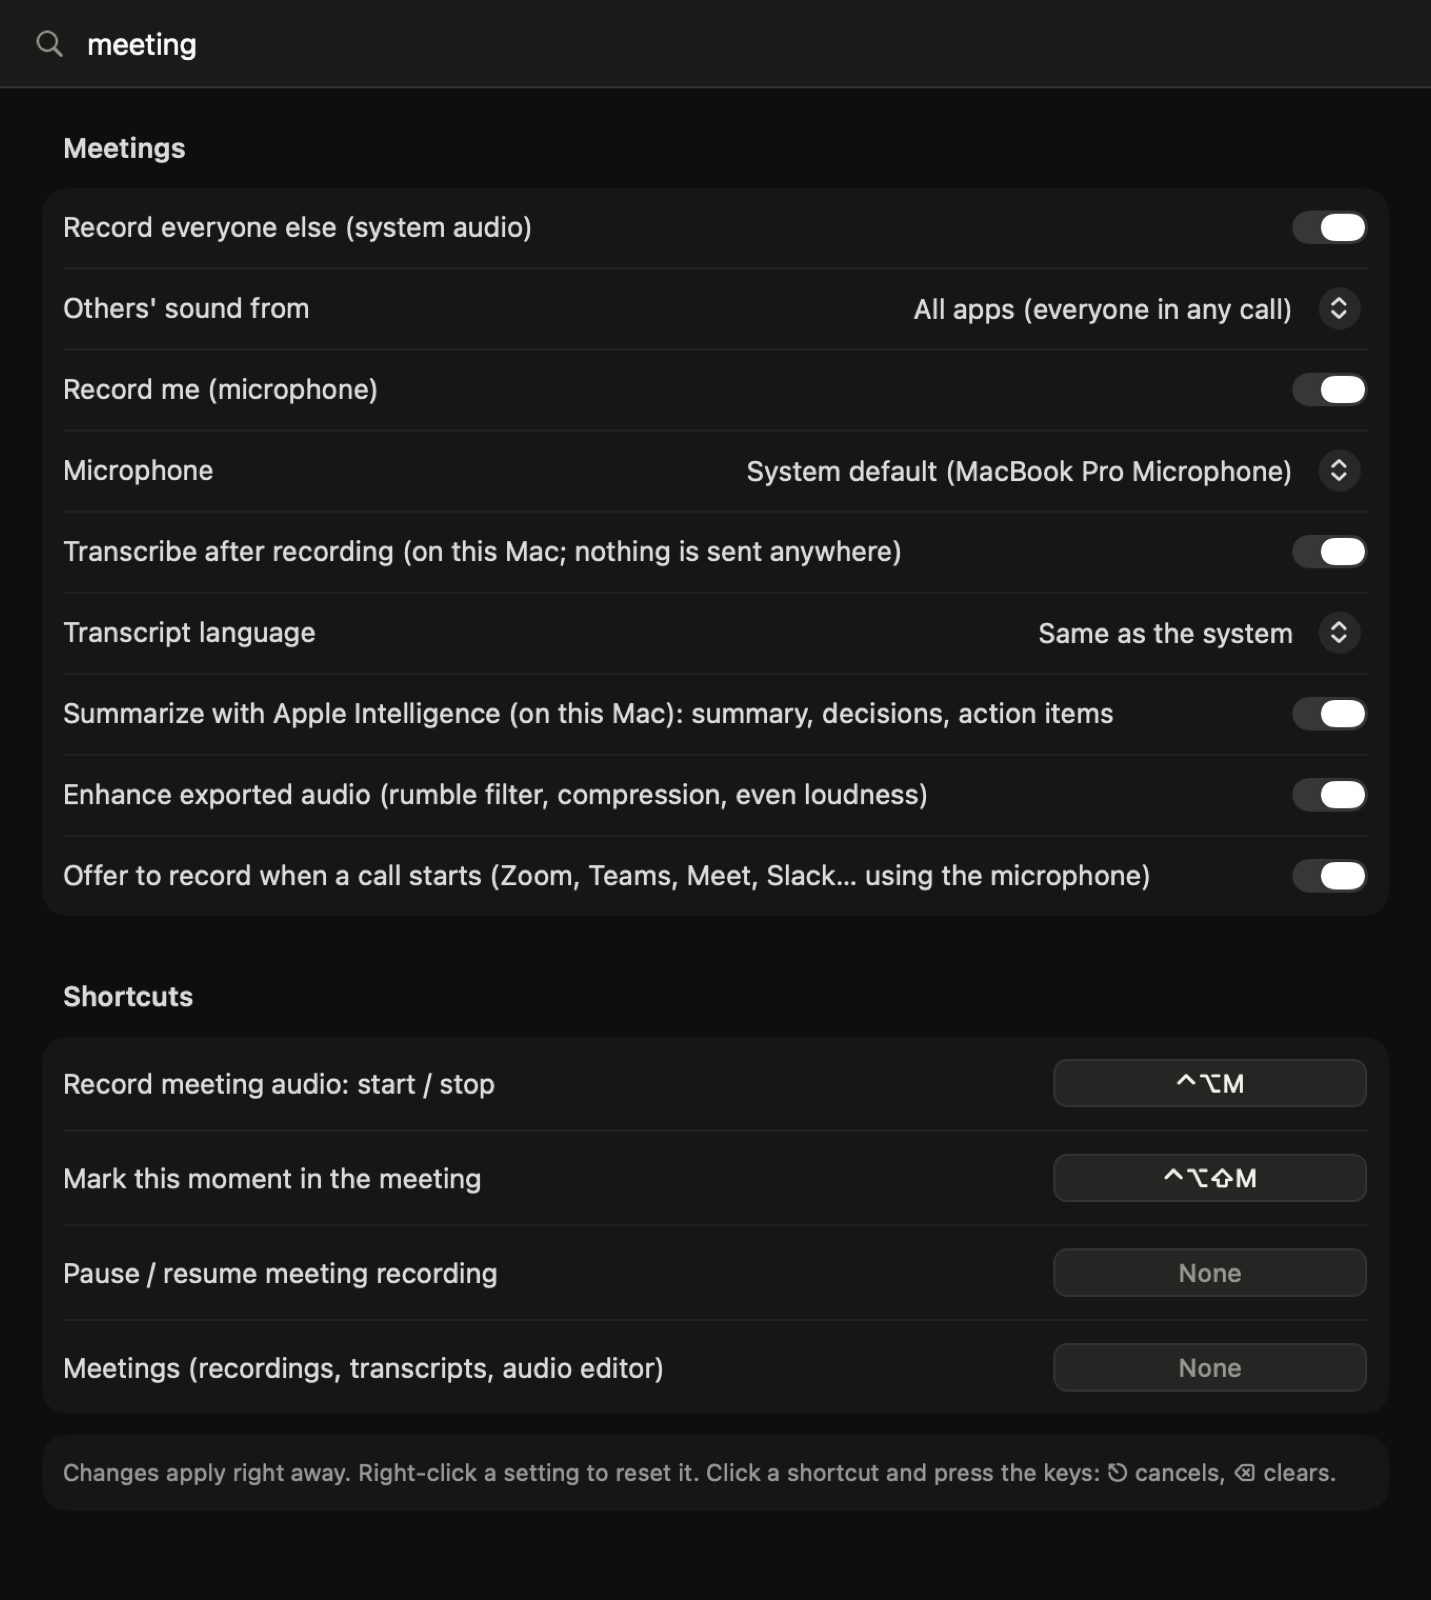 meeting
Meetings
Record everyone else (system audio)
Others' sound from All apps (everyone in any call)
Record me (microphone)
Microphone System default (MacBook Pro Microphone)
Transcribe after recording (on this Mac; nothing is sent anywhere)
Transcript language Same as the system
Summarize with Apple Intelligence (on this Mac): summary, decisions, action items
Enhance exported audio (rumble filter, compression, even loudness)
Offer to record when a call starts (Zoom, Teams, Meet, Slack... using the microphone)
Shortcuts
Record meeting audio: start / stop ⌃⌥M
Mark this moment in the meeting ⌃⌥⇧M
Pause / resume meeting recording None
Meetings (recordings, transcripts, audio editor) None
Changes apply right away. Right-click a setting to reset it. Click a shortcut and press the keys: ⎋ cancels, ⌫ clears.